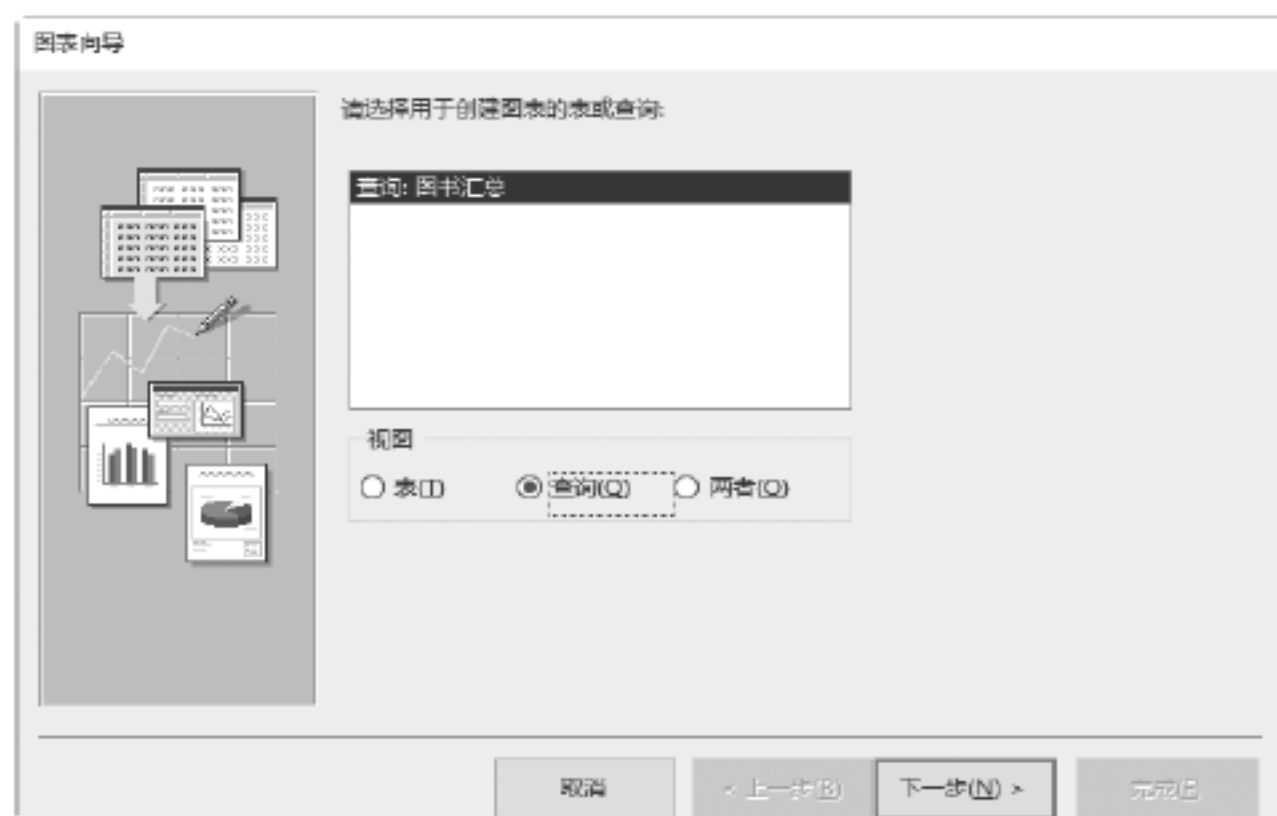 图表向导
请选择用于创建图表的表或查询:
查询: 图书汇总
视图
表(T) 查询(Q) 两者(O)
取消 < 上一步(B) 下一步(N) > 完成(F)